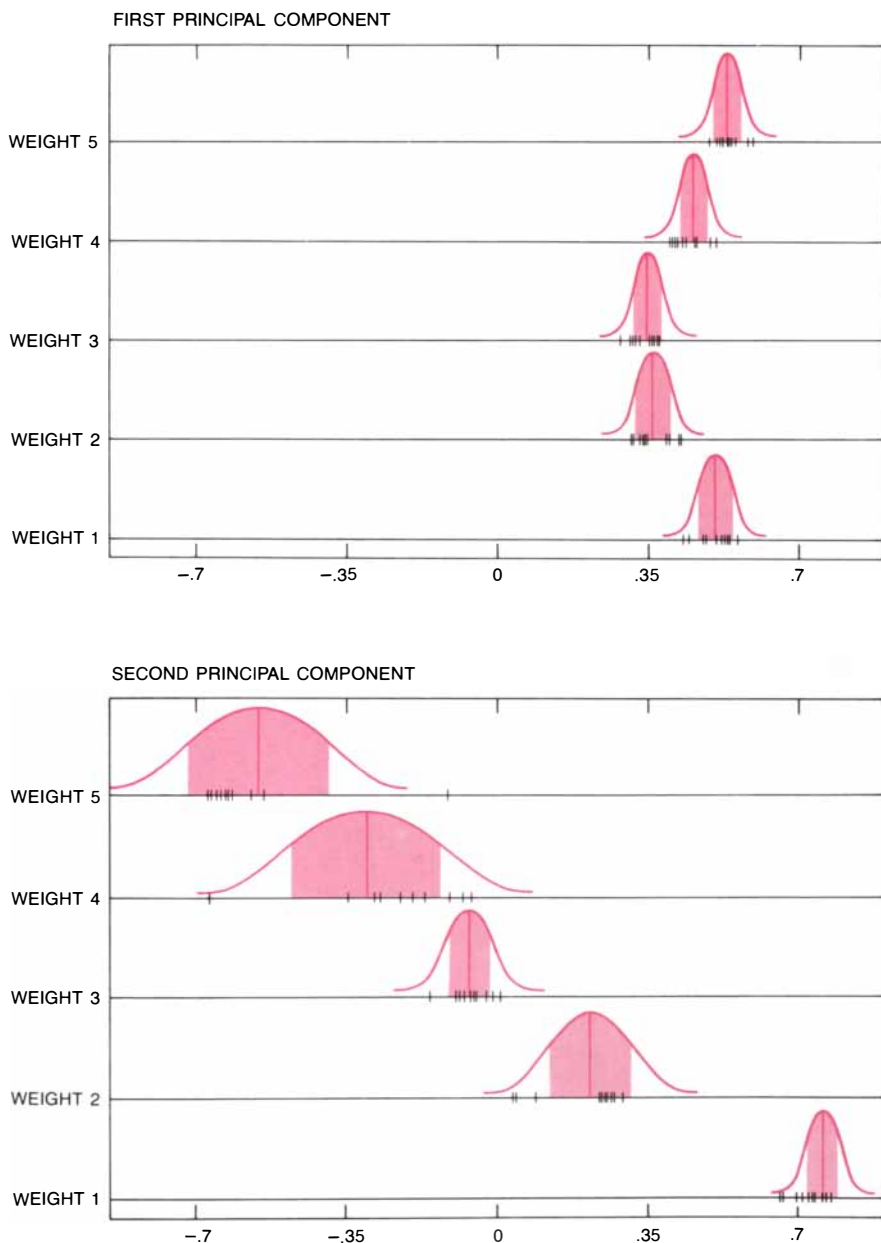 FIRST PRINCIPAL COMPONENT
WEIGHT 5
WEIGHT 4
WEIGHT 3
WEIGHT 2
WEIGHT 1
−.7 −.35 0 .35 .7
SECOND PRINCIPAL COMPONENT
WEIGHT 5
WEIGHT 4
WEIGHT 3
WEIGHT 2
WEIGHT 1
−.7 −.35 0 .35 .7